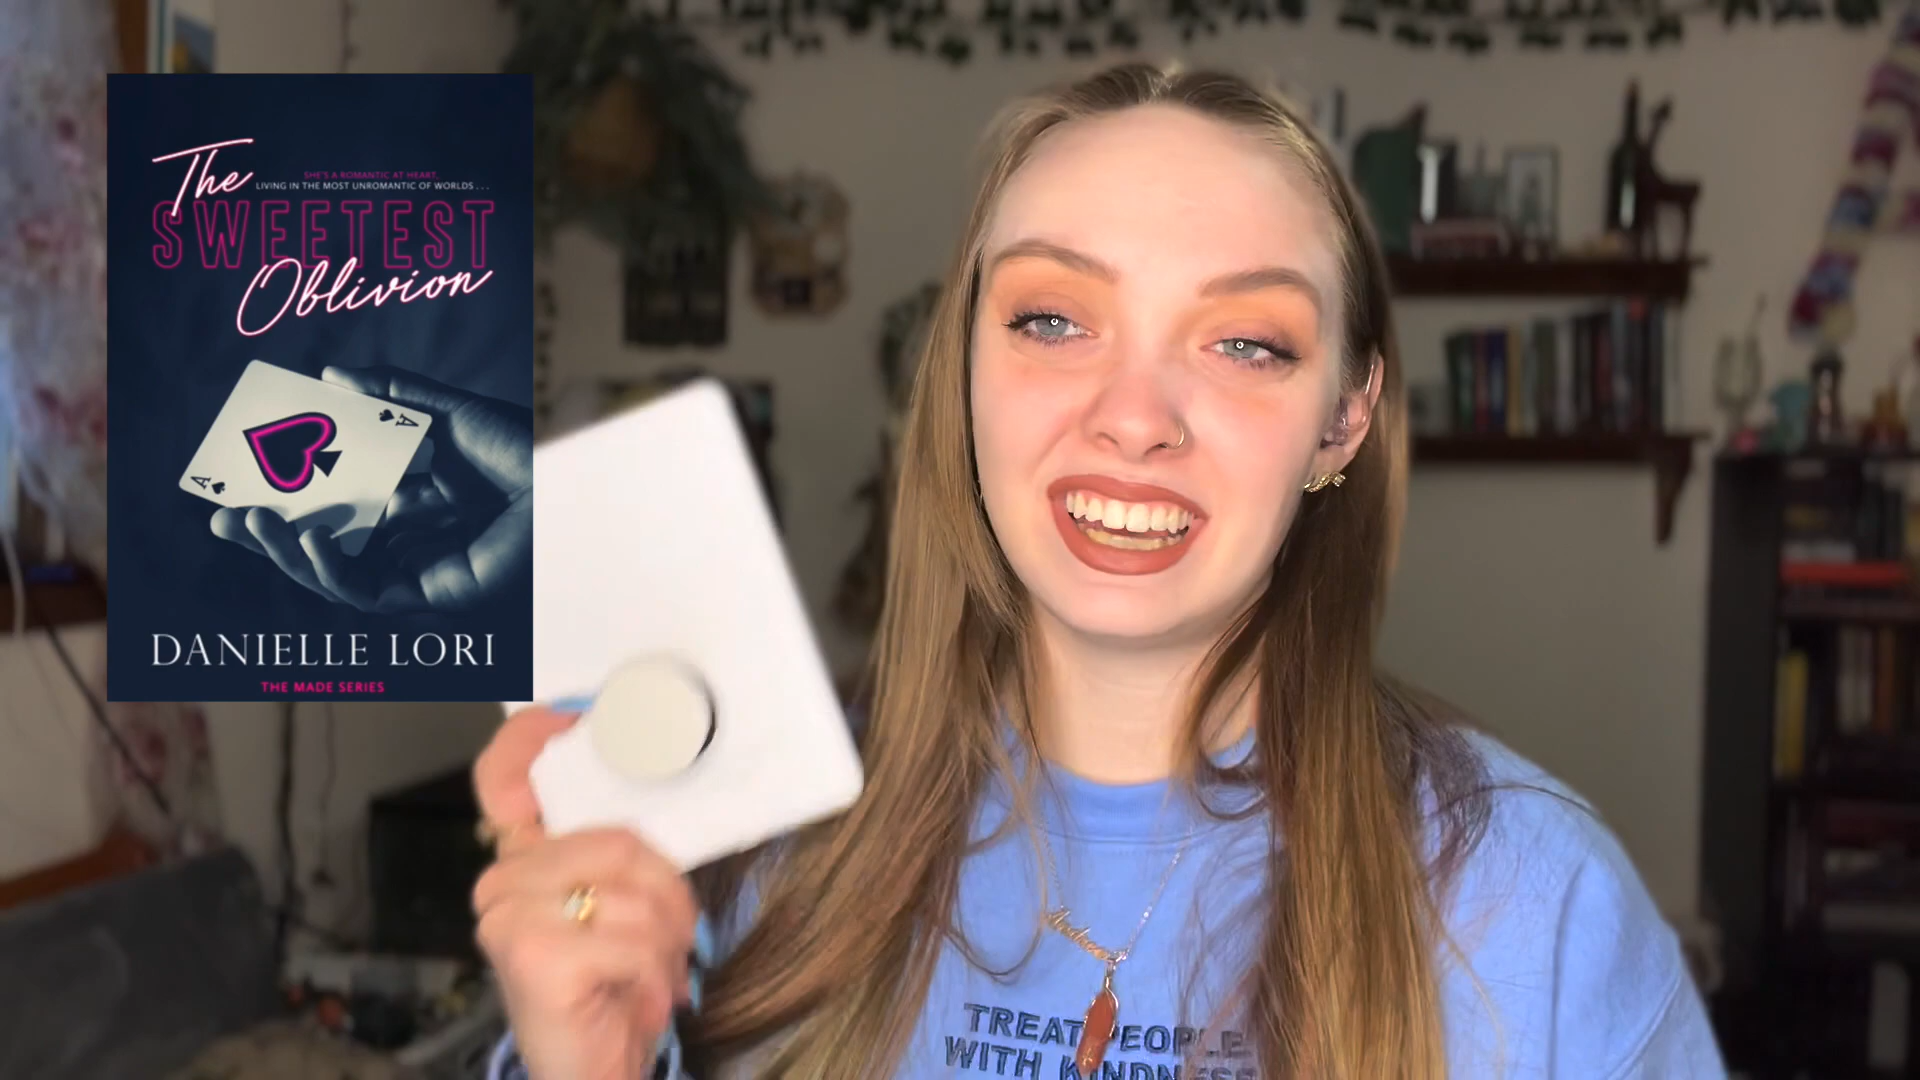 The
SHE'S A ROMANTIC AT HEART,
LIVING IN THE MOST UNROMANTIC OF WORLDS . . .
SWEETEST
Oblivion
A
A
DANIELLE LORI
THE MADE SERIES
TREAT PEOPLE
WITH KINDNESS